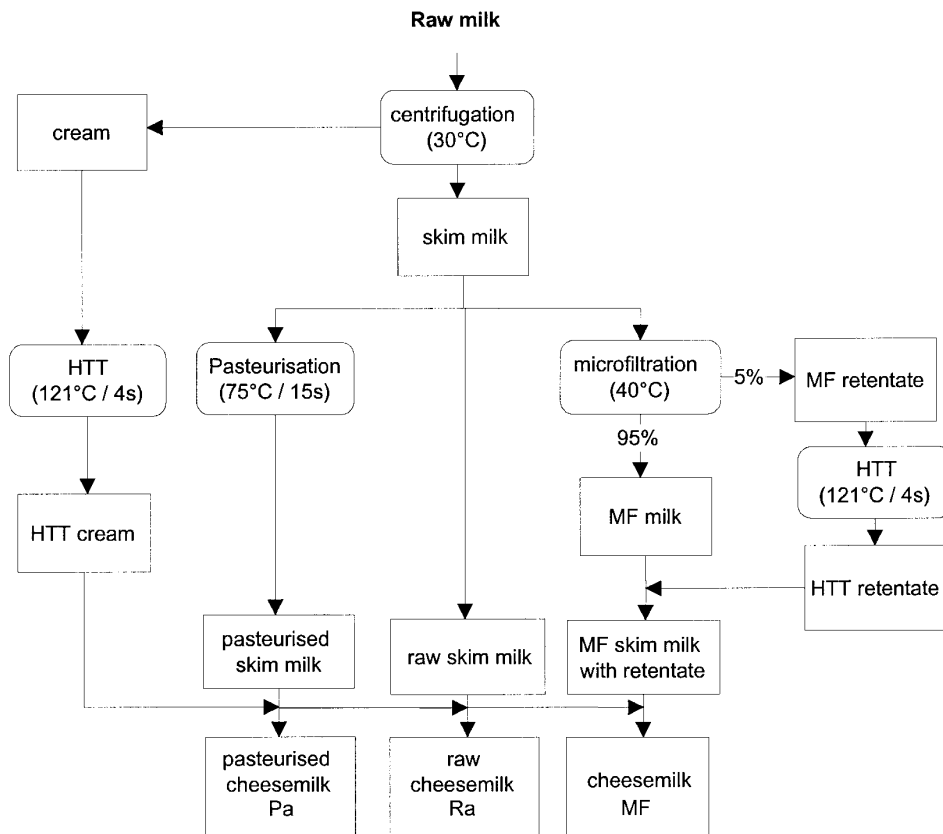 Raw milk
centrifugation
(30°C)
cream
skim milk
HTT
(121°C / 4s)
Pasteurisation
(75°C / 15s)
microfiltration
(40°C)
5%
MF retentate
95%
HTT
(121°C / 4s)
HTT cream
MF milk
HTT retentate
pasteurised
skim milk
raw skim milk
MF skim milk
with retentate
pasteurised
cheesemilk
Pa
raw
cheesemilk
Ra
cheesemilk
MF